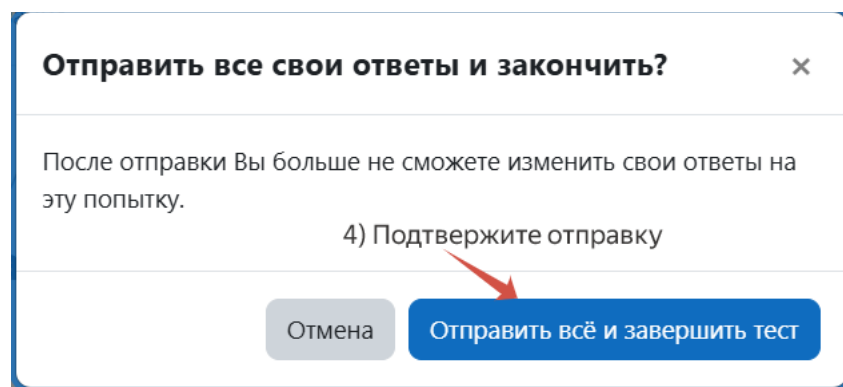 Отправить все свои ответы и закончить? ×
После отправки Вы больше не сможете изменить свои ответы на
эту попытку.
4) Подтвержите отправку
Отмена Отправить всё и завершить тест